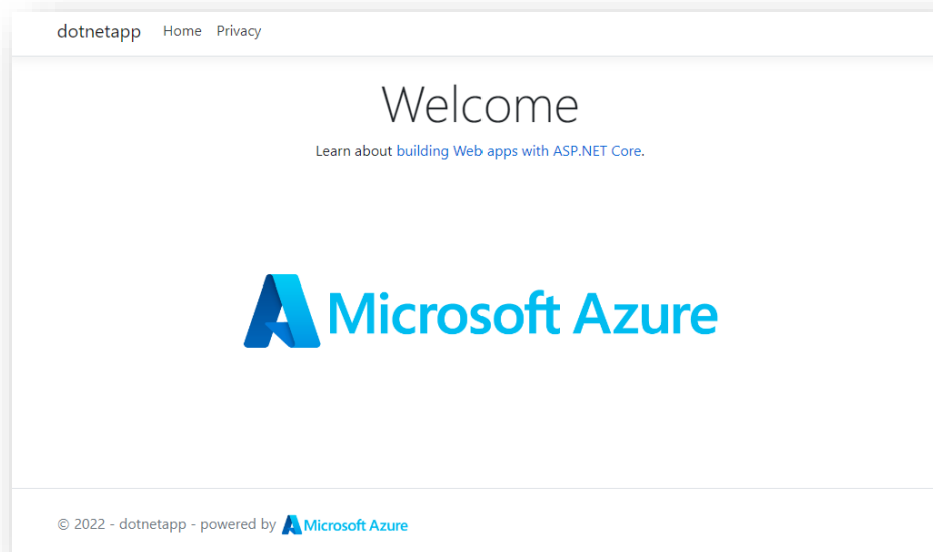 dotnetapp Home Privacy
Welcome
Learn about building Web apps with ASP.NET Core.
Microsoft Azure
© 2022 - dotnetapp - powered by Microsoft Azure